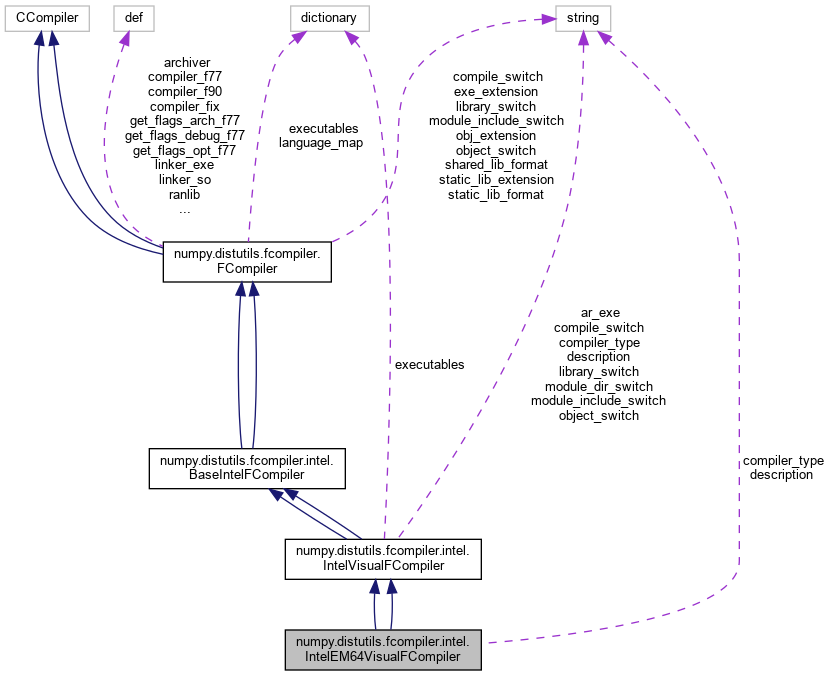 CCompiler
def
dictionary
string
archiver
compiler_f77
compiler_f90
compiler_fix
get_flags_arch_f77
get_flags_debug_f77
get_flags_opt_f77
linker_exe
linker_so
ranlib
...
executables
language_map
compile_switch
exe_extension
library_switch
module_include_switch
obj_extension
object_switch
shared_lib_format
static_lib_extension
static_lib_format
numpy.distutils.fcompiler.
FCompiler
executables
ar_exe
compile_switch
compiler_type
description
library_switch
module_dir_switch
module_include_switch
object_switch
numpy.distutils.fcompiler.intel.
BaseIntelFCompiler
compiler_type
description
numpy.distutils.fcompiler.intel.
IntelVisualFCompiler
numpy.distutils.fcompiler.intel.
IntelEM64VisualFCompiler